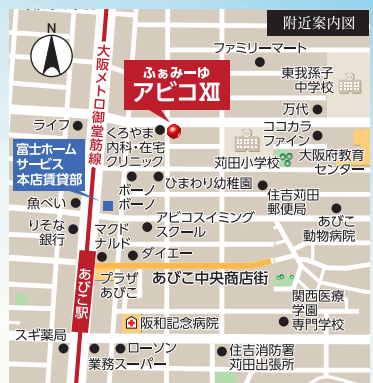 附近案内図
N
ファミリーマート
大阪メトロ御堂筋線
東我孫子
中学校
ふぁみーゆ
アビコⅫ
万代
ライフ
くろやま
内科・在宅
クリニック
ココカラ
ファイン
苅田小学校
大阪府教育
センター
富士ホーム
サービス
本店賃貸部
ひまわり幼稚園
ボーノ
ボーノ
住吉苅田
郵便局
魚べい
アビコスイミング
スクール
あびこ
動物病院
りそな
銀行
マクド
ナルド
ダイエー
あびこ駅
プラザ
あびこ
あびこ中央商店街
関西医療
学園
専門学校
阪和記念病院
スギ薬局
ローソン
業務スーパー
住吉消防署
苅田出張所